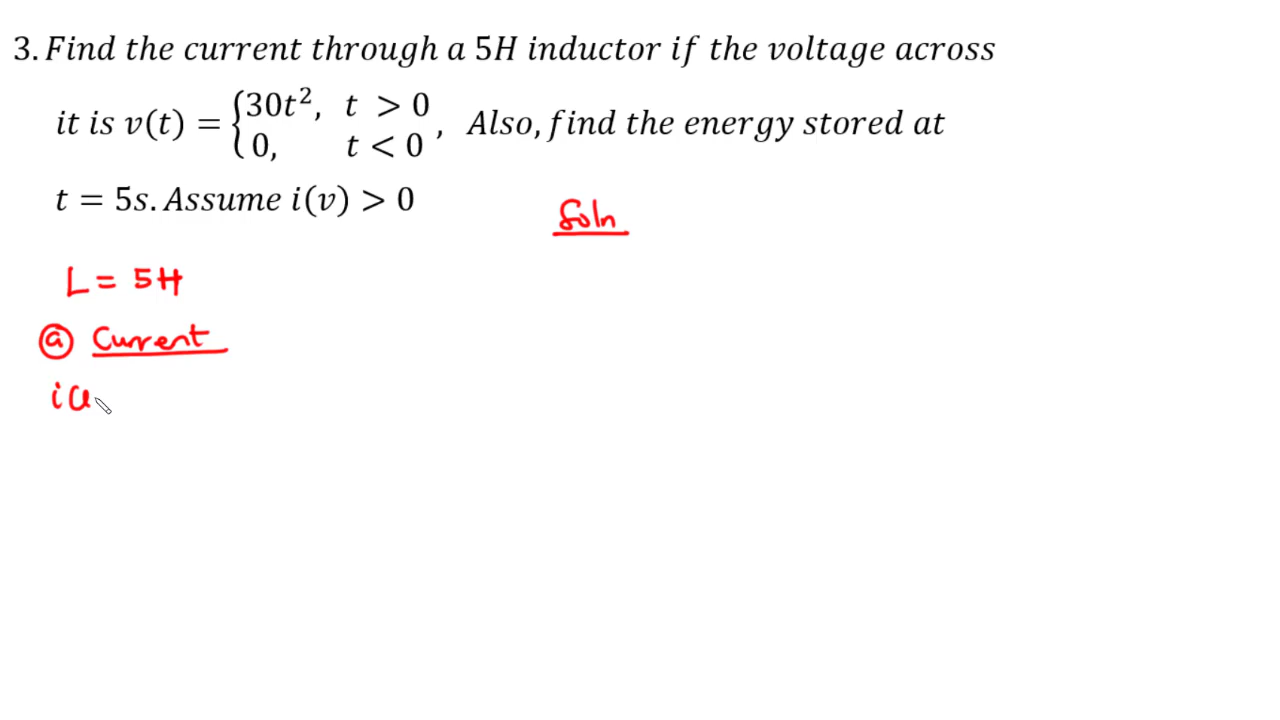 3. Find the current through a 5H inductor if the voltage across
it is v(t) = {30t², t > 0
0, t < 0 , Also, find the energy stored at
t = 5s. Assume i(v) > 0
Soln
L = 5H
ⓐ Current
i(